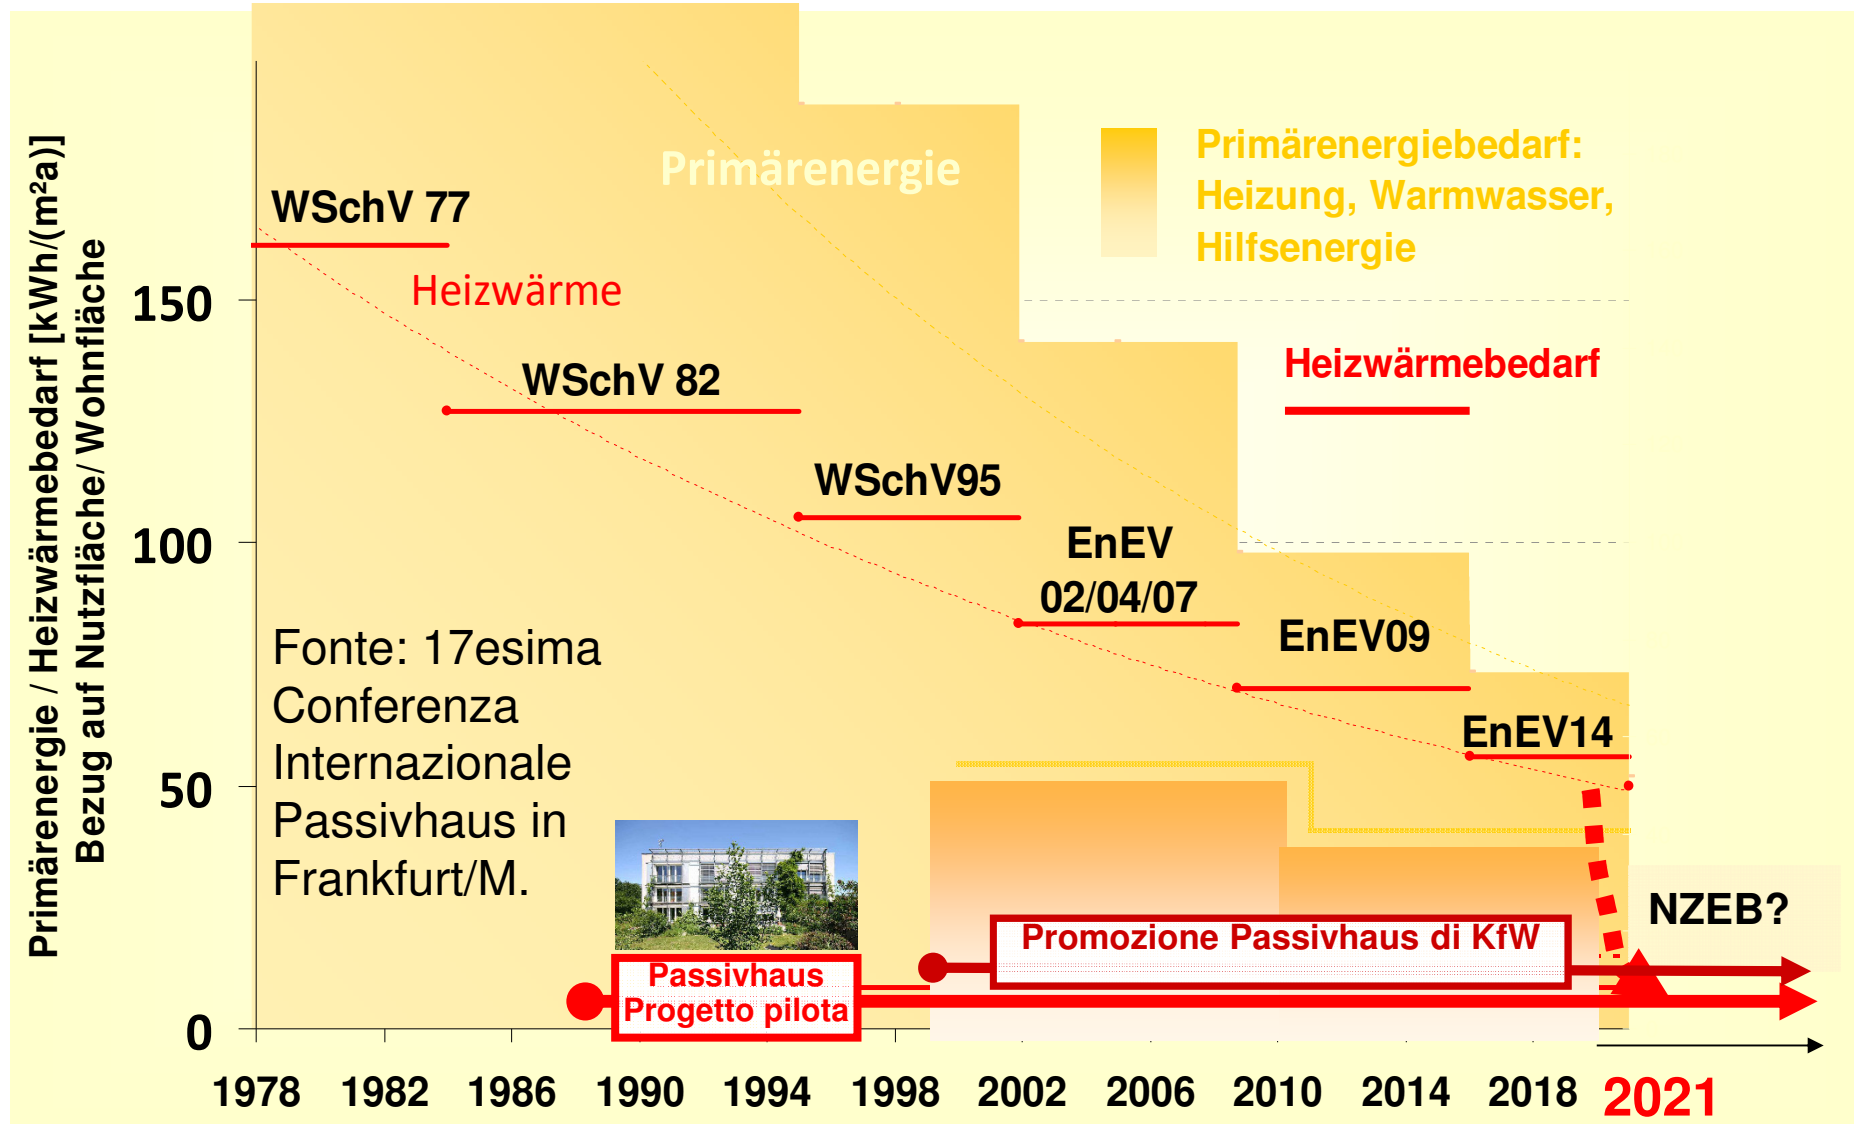 Primärenergie / Heizwärmebedarf [kWh/(m²a)]
Bezug auf Nutzfläche/ Wohnfläche
150
100
50
0
WSchV 77
Heizwärme
WSchV 82
Primärenergie
WSchV95
EnEV
02/04/07
EnEV09
EnEV14
Primärenergiebedarf:
Heizung, Warmwasser,
Hilfsenergie
Heizwärmebedarf
Fonte: 17esima
Conferenza
Internazionale
Passivhaus in
Frankfurt/M.
NZEB?
Promozione Passivhaus di KfW
Passivhaus
Progetto pilota
1978 1982 1986 1990 1994 1998 2002 2006 2010 2014 2018 2021